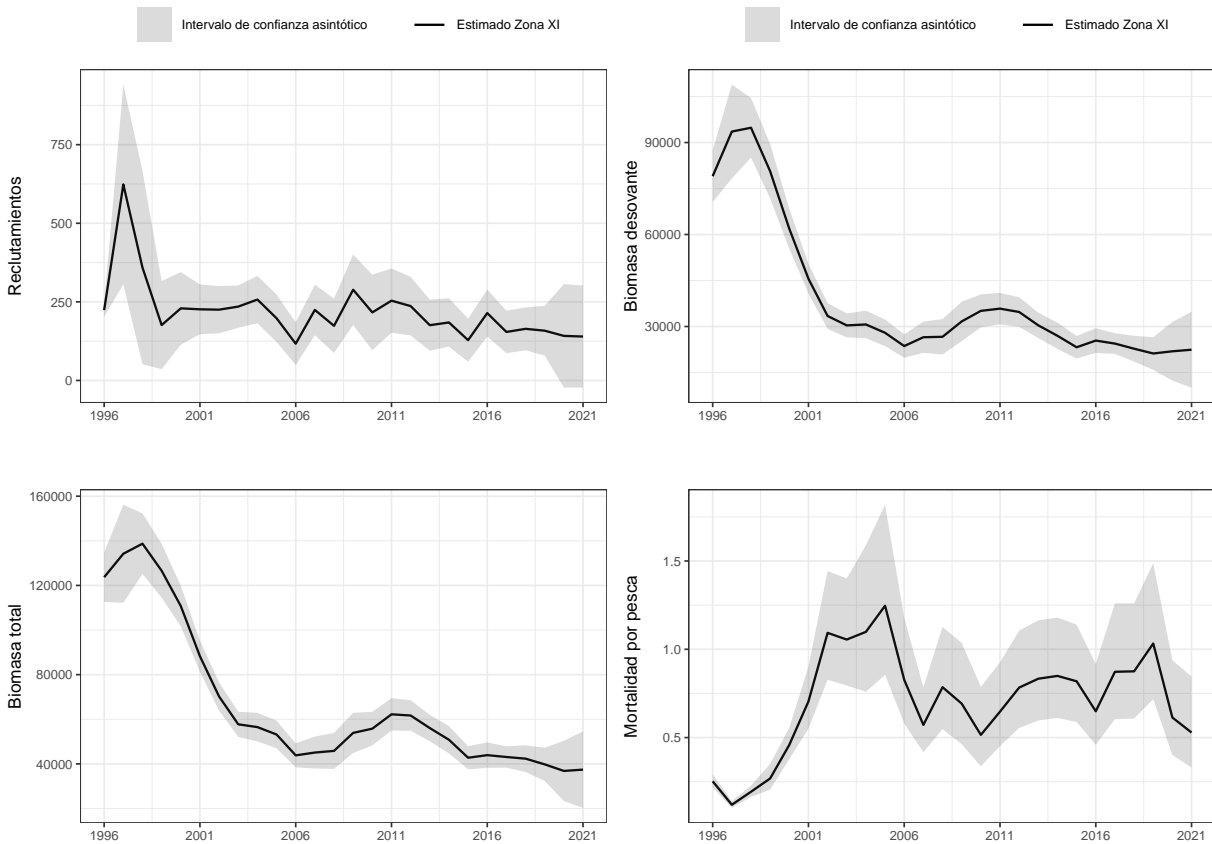 Intervalo de confianza asintótico Estimado Zona XI
Intervalo de confianza asintótico Estimado Zona XI
Reclutamientos
750
500
250
0
1996 2001 2006 2011 2016 2021
Biomasa desovante
90000
60000
30000
1996 2001 2006 2011 2016 2021
Biomasa total
160000
120000
80000
40000
1996 2001 2006 2011 2016 2021
Mortalidad por pesca
1.5
1.0
0.5
1996 2001 2006 2011 2016 2021